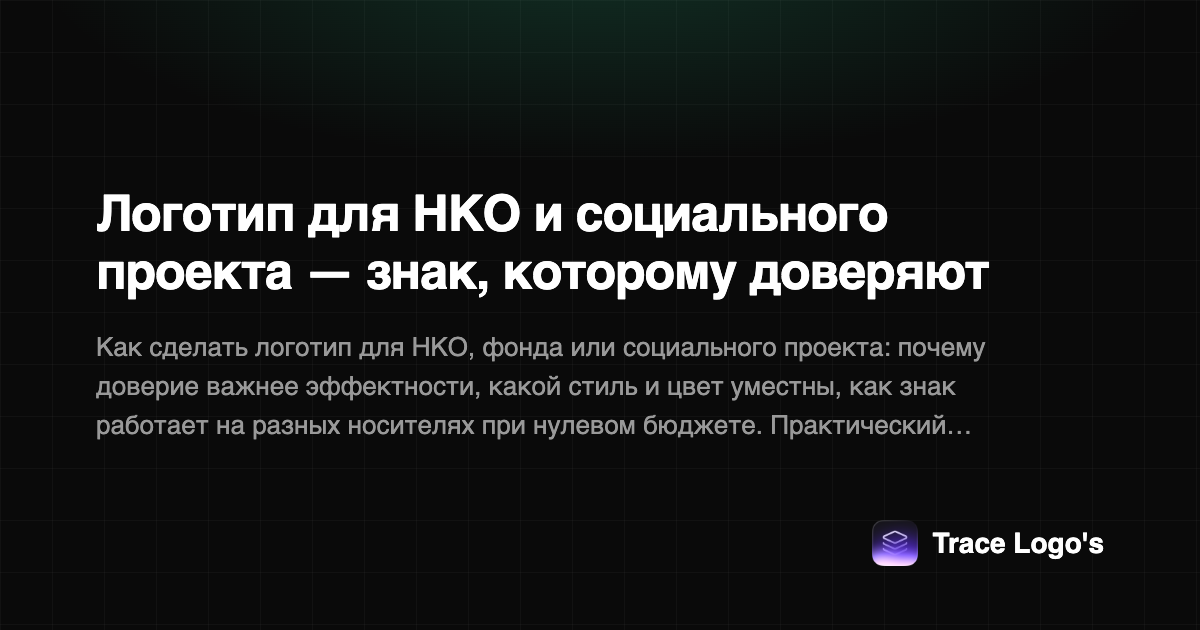 Логотип для НКО и социального
проекта — знак, которому доверяют
Как сделать логотип для НКО, фонда или социального проекта: почему
доверие важнее эффектности, какой стиль и цвет уместны, как знак
работает на разных носителях при нулевом бюджете. Практический…
Trace Logo's